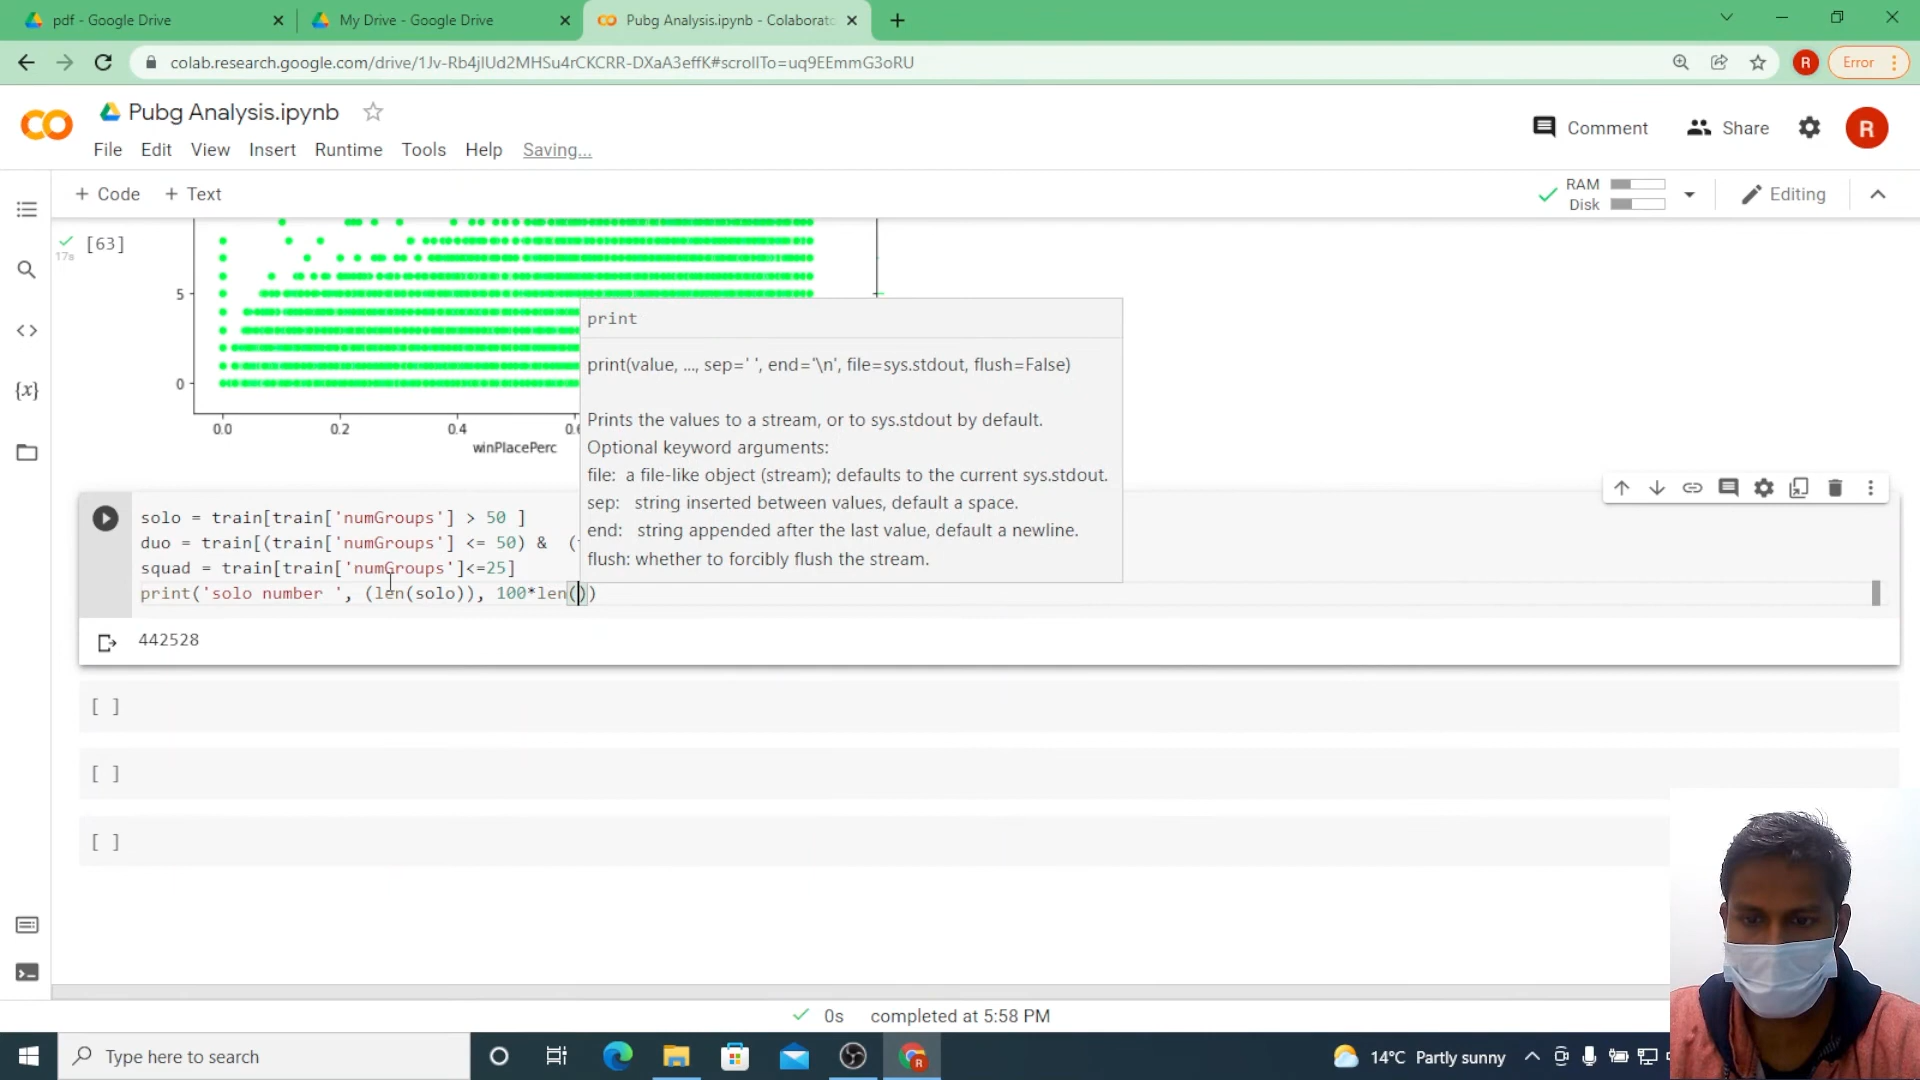 pdf - Google Drive
My Drive - Google Drive
Pubg Analysis.ipynb - Colaborato
colab.research.google.com/drive/1Jv-Rb4jlUd2MHSu4rCKCRR-DXaA3effK#scrollTo=uq9EEmmG3oRU
R
Error
CO
Pubg Analysis.ipynb
File Edit View Insert Runtime Tools Help Saving...
Comment
Share
R
+ Code + Text
RAM
Disk
Editing
[63]
17s
5
0
0.0 0.2 0.4 0.6
winPlacePerc
print
print(value, ..., sep=' ', end='\n', file=sys.stdout, flush=False)
Prints the values to a stream, or to sys.stdout by default.
Optional keyword arguments:
file: a file-like object (stream); defaults to the current sys.stdout.
sep: string inserted between values, default a space.
end: string appended after the last value, default a newline.
flush: whether to forcibly flush the stream.
solo = train[train['numGroups'] > 50 ]
duo = train[(train['numGroups'] <= 50) & (
squad = train[train['numGroups']<=25]
print('solo number ', (len(solo)), 100*len())
442528
[ ]
[ ]
[ ]
0s completed at 5:58 PM
Type here to search
14°C Partly sunny